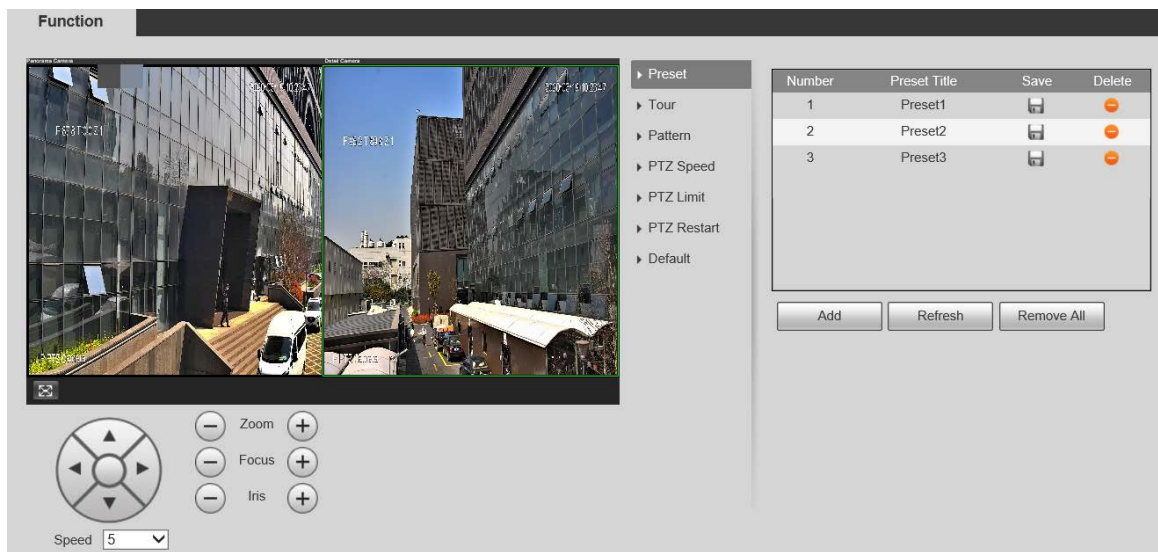 Function
Panorama Camera
Detail Camera
Preset
Tour
Pattern
PTZ Speed
PTZ Limit
PTZ Restart
Default
Number Preset Title Save Delete
1 Preset1
2 Preset2
3 Preset3
Add Refresh Remove All
Zoom
Focus
Iris
Speed 5